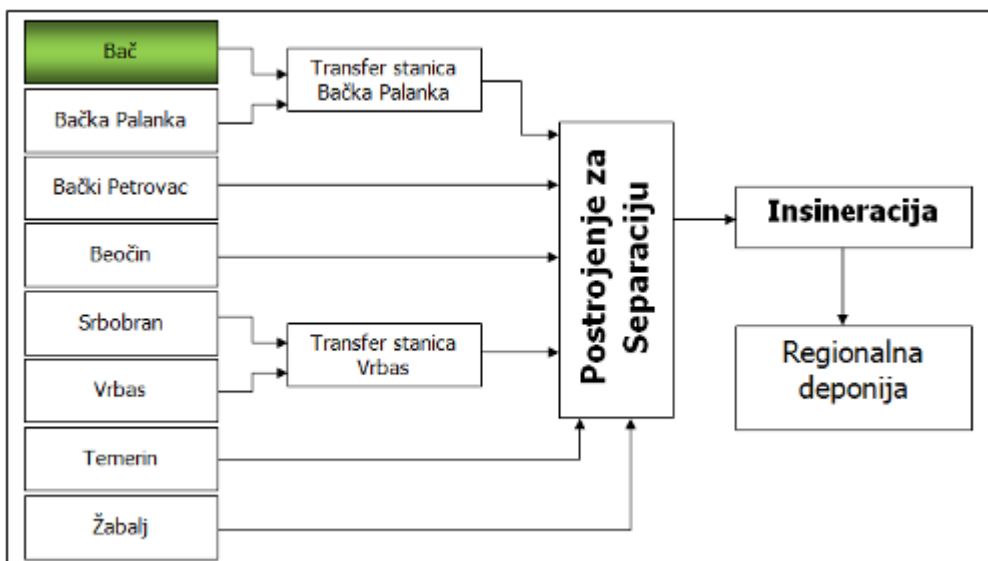 Bač
Bačka Palanka
Bački Petrovac
Beočin
Srbobran
Vrbas
Temerin
Žabalj
Transfer stanica
Bačka Palanka
Transfer stanica
Vrbas
Postrojenje za
Separaciju
Insineracija
Regionalna
deponija